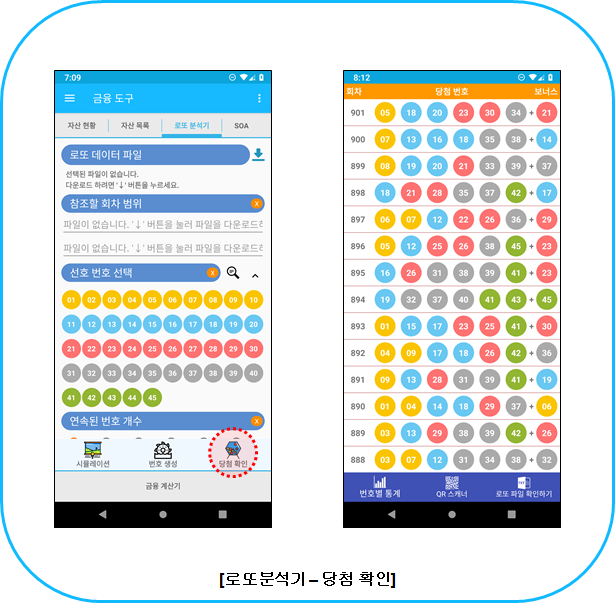 7:09
금융 도구
자산 현황 자산 목록 로또 분석기 SOA
로또 데이터 파일
선택된 파일이 없습니다.
다운로드 하려면 '↓' 버튼을 누르세요.
참조할 회차 범위 X
파일이 없습니다. '↓' 버튼을 눌러 파일을 다운로드하
파일이 없습니다. '↓' 버튼을 눌러 파일을 다운로드하
선호 번호 선택 X
01 02 03 04 05 06 07 08 09 10
11 12 13 14 15 16 17 18 19 20
21 22 23 24 25 26 27 28 29 30
31 32 33 34 35 36 37 38 39 40
41 42 43 44 45
연속된 번호 개수
시뮬레이션 번호 생성 당첨 확인
금융 계산기
8:12
회차 당첨 번호 보너스
901 05 18 20 23 30 34 + 21
900 07 13 16 18 35 38 + 14
899 08 19 20 21 33 39 + 37
898 18 21 28 35 37 42 + 17
897 06 07 12 22 26 36 + 29
896 05 12 25 26 38 45 + 23
895 16 26 31 38 39 41 + 23
894 19 32 37 40 41 43 + 45
893 01 15 17 23 25 41 + 30
892 04 09 17 18 26 42 + 36
891 09 13 28 31 39 41 + 19
890 01 04 14 18 29 37 + 06
889 03 13 29 38 39 42 + 26
888 03 07 12 31 34 38 + 32
번호별 통계 QR 스캐너 로또 파일 확인하기
[로또분석기 – 당첨 확인]